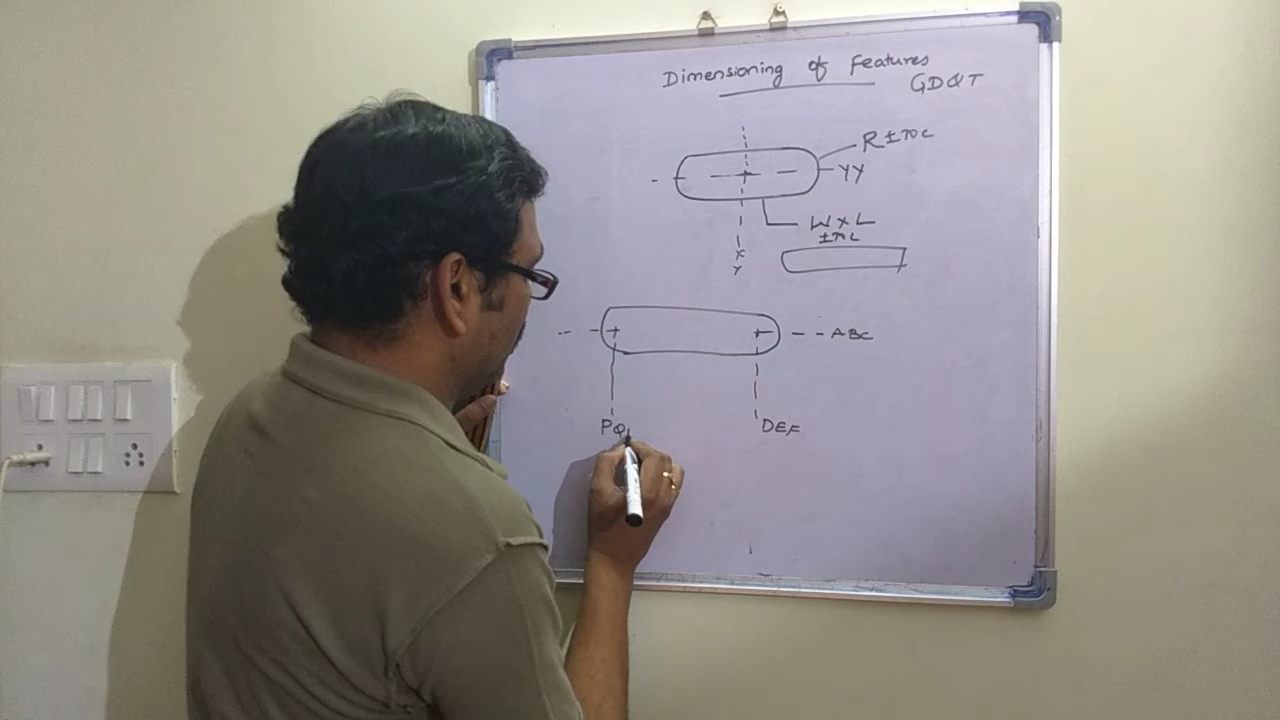 Dimensioning of features
GD&T
R±TOL
YY
W×L
±TOL
X
Y
ABC
PQ
DEF